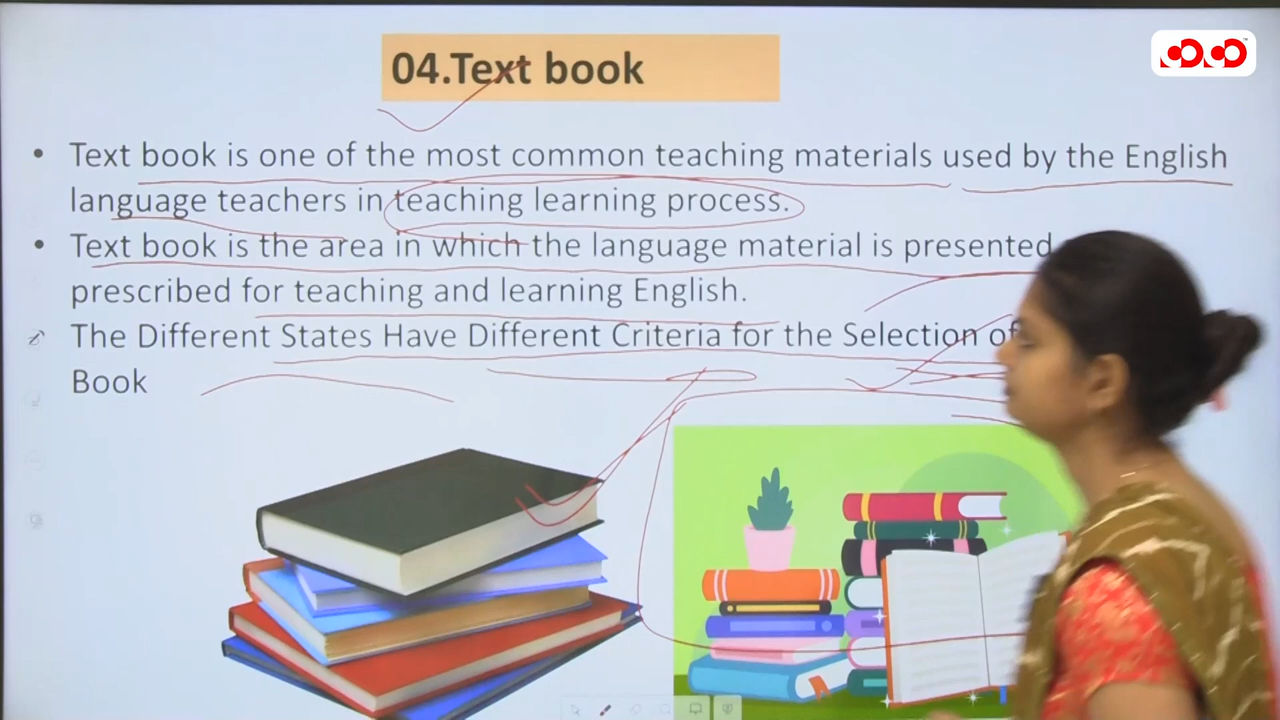 04.Text book
• Text book is one of the most common teaching materials used by the English
language teachers in teaching learning process.
• Text book is the area in which the language material is presented
prescribed for teaching and learning English.
The Different States Have Different Criteria for the Selection of
Book